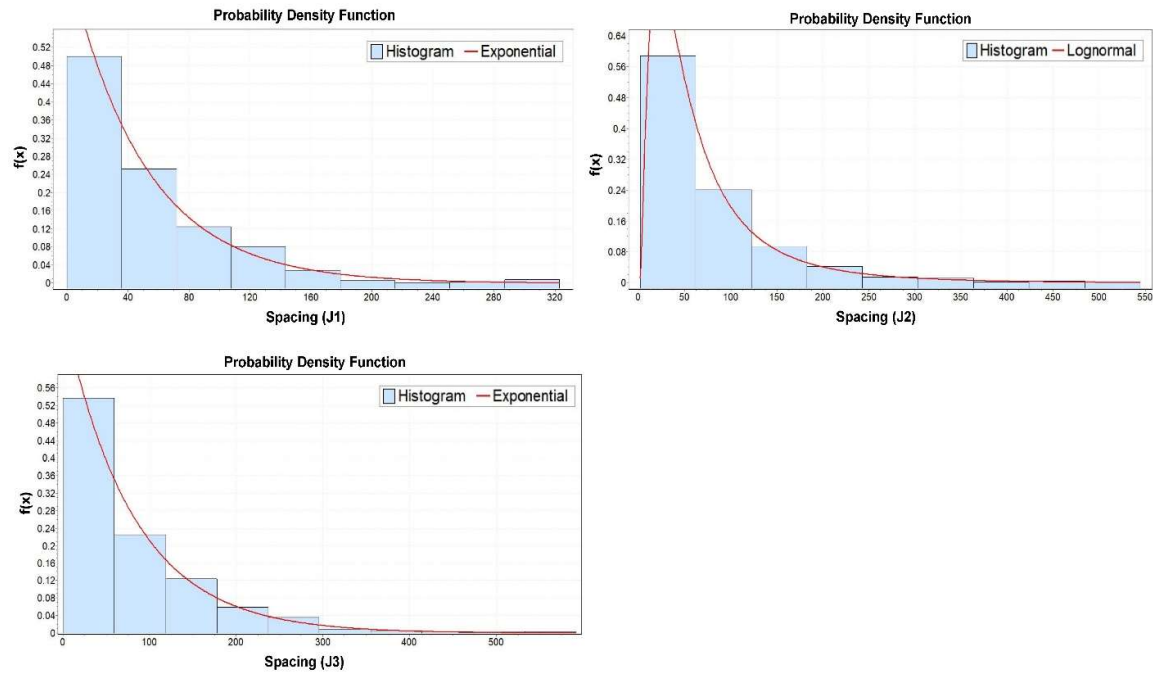 Probability Density Function
Histogram Exponential
f(x)
0.52
0.48
0.44
0.4
0.36
0.32
0.28
0.24
0.2
0.16
0.12
0.08
0.04
0
0 40 80 120 160 200 240 280 320
Spacing (J1)
Probability Density Function
Histogram Lognormal
f(x)
0.64
0.56
0.48
0.4
0.32
0.24
0.16
0.08
0
0 50 100 150 200 250 300 350 400 450 500 550
Spacing (J2)
Probability Density Function
Histogram Exponential
f(x)
0.56
0.52
0.48
0.44
0.4
0.36
0.32
0.28
0.24
0.2
0.16
0.12
0.08
0.04
0
0 100 200 300 400 500
Spacing (J3)